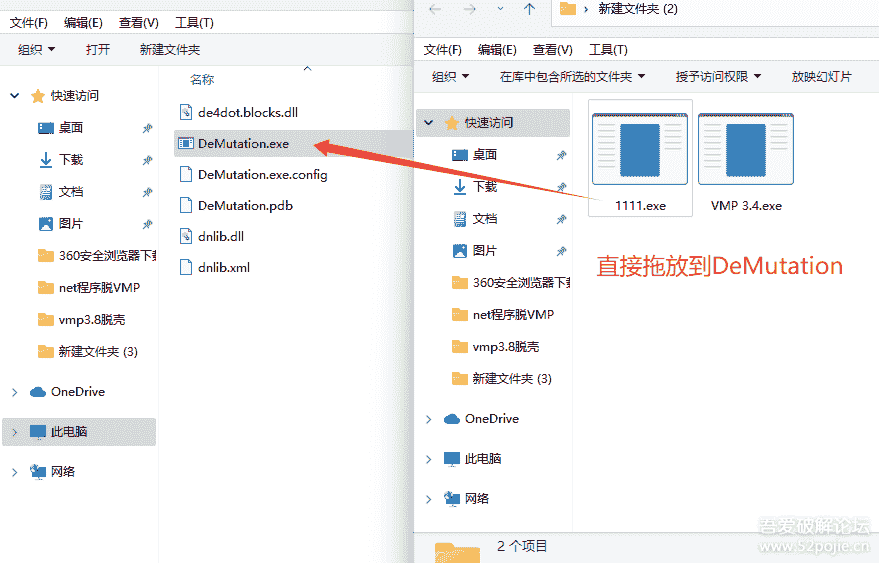 文件(F) 编辑(E) 查看(V) 工具(T)
组织 打开 新建文件夹
名称
快速访问
桌面
下载
文档
图片
360安全浏览器下载
net程序脱VMP
vmp3.8脱壳
新建文件夹 (3)
OneDrive
此电脑
网络
de4dot.blocks.dll
DeMutation.exe
DeMutation.exe.config
DeMutation.pdb
dnlib.dll
dnlib.xml
新建文件夹 (2)
文件(F) 编辑(E) 查看(V) 工具(T)
组织 在库中包含所选的文件夹 授予访问权限 放映幻灯片
快速访问
桌面
下载
文档
图片
360安全浏览器下载
net程序脱VMP
vmp3.8脱壳
新建文件夹 (3)
OneDrive
此电脑
网络
1111.exe
VMP 3.4.exe
直接拖放到DeMutation
2 个项目
吾爱破解论坛
www.52pojie.cn